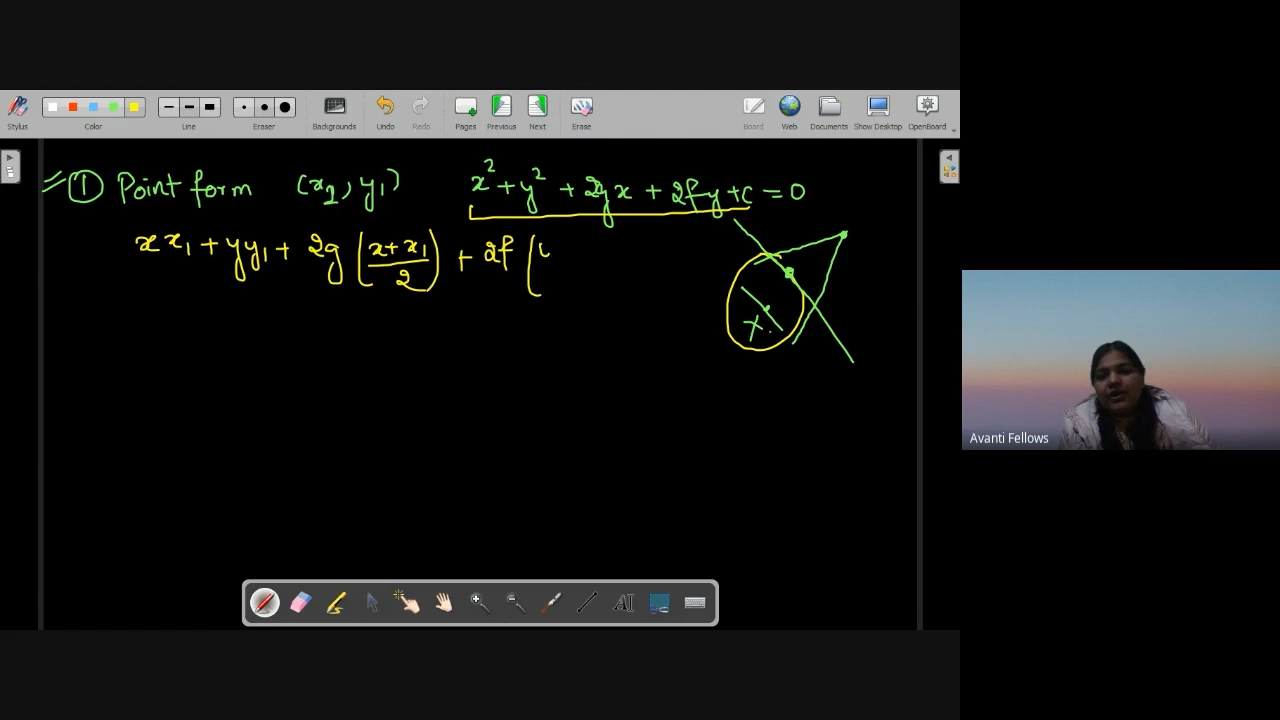 Stylus Color Line Eraser Backgrounds Undo Redo Pages Previous Next Erase Board Web Documents Show Desktop OpenBoard
① Point form (x₁, y₁) x² + y² + 2gx + 2fy + c = 0
xx₁ + yy₁ + 2g (x+x₁/2) + 2f (
x.
Avanti Fellows
AI